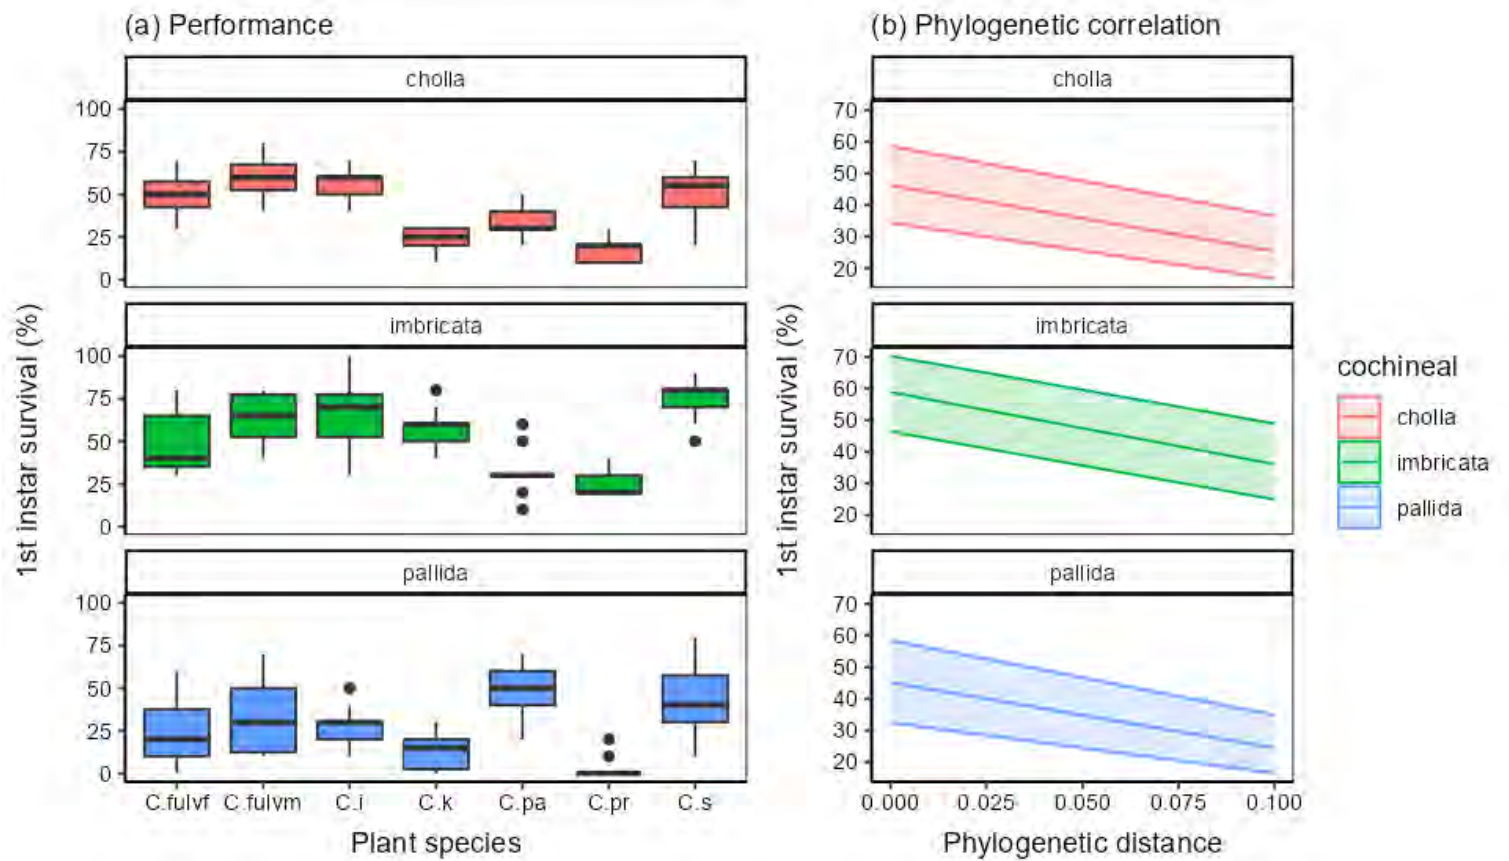 (a) Performance
cholla
100
75
50
25
0
imbricata
100
75
50
25
0
pallida
100
75
50
25
0
C.fulvf C.fulvm C.i C.k C.pa C.pr C.s
Plant species
1st instar survival (%)
(b) Phylogenetic correlation
cholla
70
60
50
40
30
20
imbricata
70
60
50
40
30
20
pallida
70
60
50
40
30
20
0.000 0.025 0.050 0.075 0.100
Phylogenetic distance
1st instar survival (%)
cochineal
cholla
imbricata
pallida